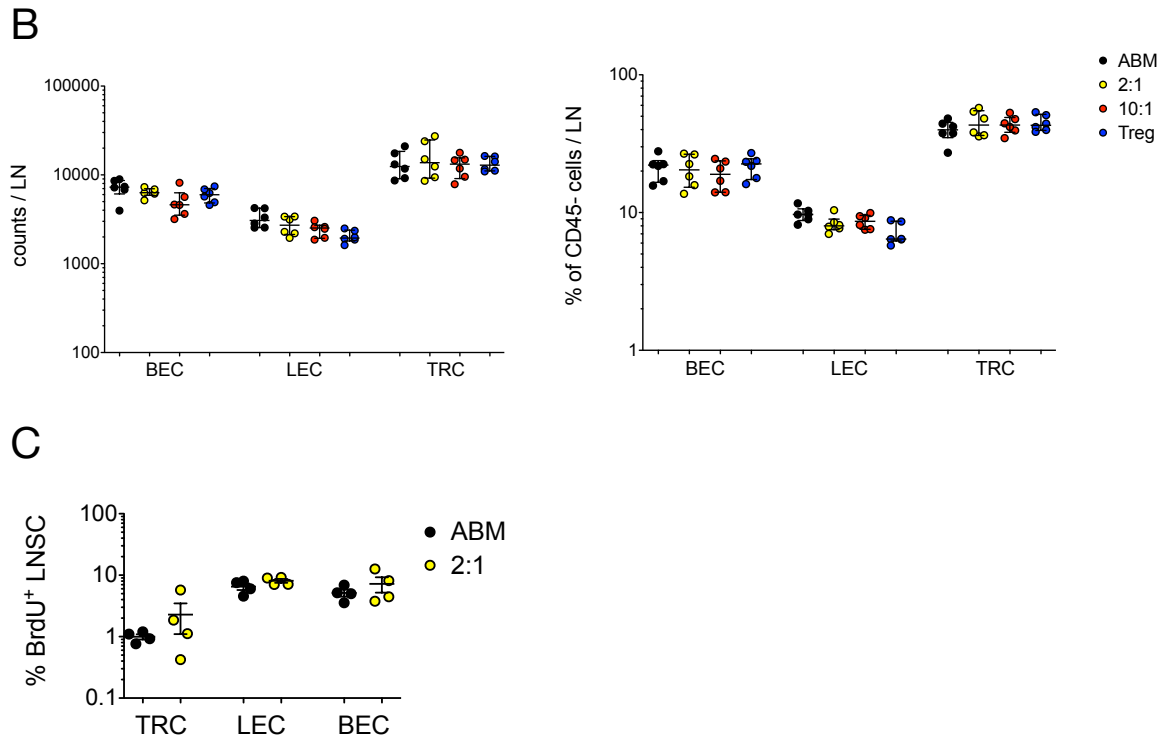 B
counts / LN
100000
10000
1000
100
BEC LEC TRC
% of CD45- cells / LN
100
10
1
BEC LEC TRC
ABM
2:1
10:1
Treg
C
% BrdU⁺ LNSC
100
10
1
0.1
TRC LEC BEC
ABM
2:1